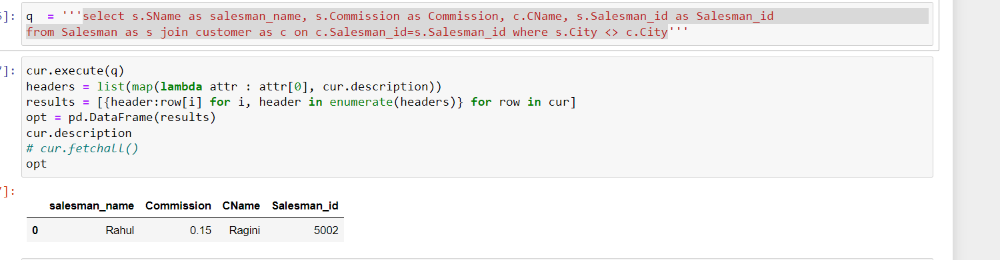 ]: q = '''select s.SName as salesman_name, s.Commission as Commission, c.CName, s.Salesman_id as Salesman_id
from Salesman as s join customer as c on c.Salesman_id=s.Salesman_id where s.City <> c.City'''
]: cur.execute(q)
headers = list(map(lambda attr : attr[0], cur.description))
results = [{header:row[i] for i, header in enumerate(headers)} for row in cur]
opt = pd.DataFrame(results)
cur.description
# cur.fetchall()
opt
]:
salesman_name Commission CName Salesman_id
0 Rahul 0.15 Ragini 5002